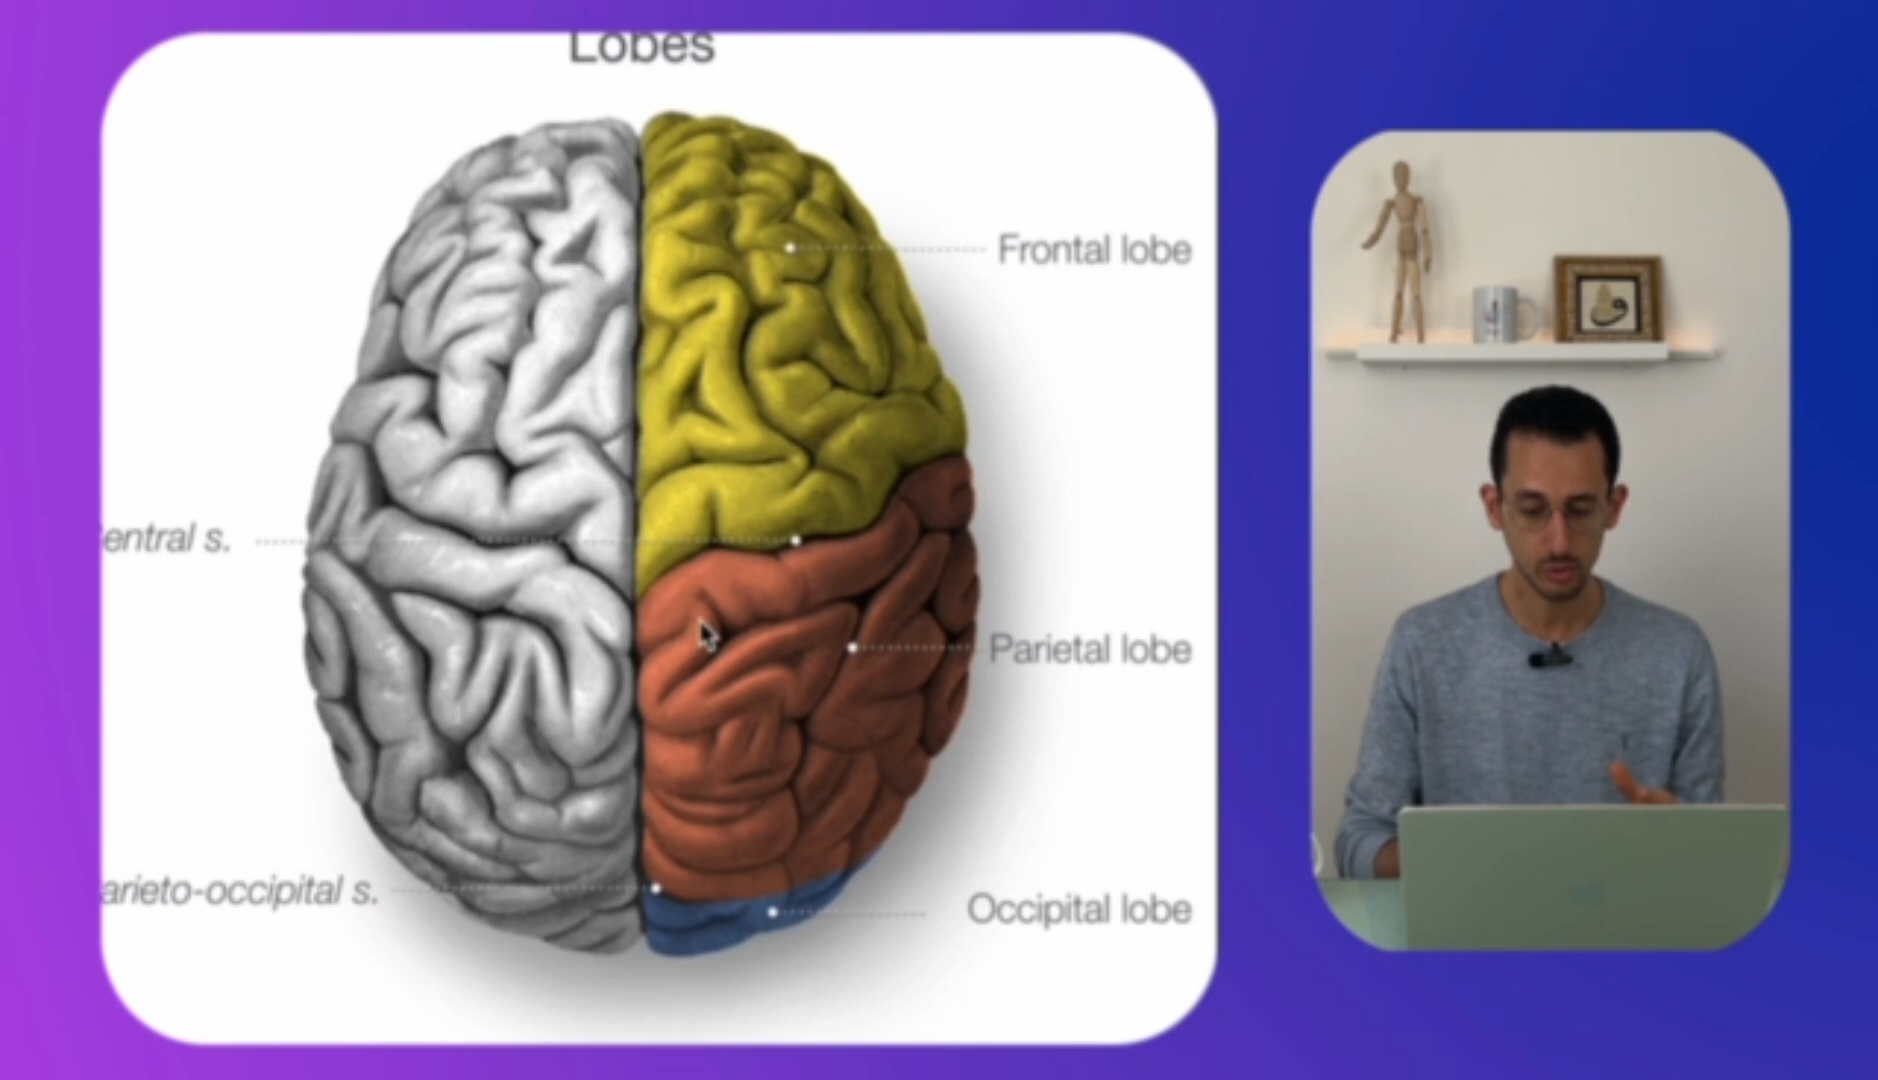 Lobes
Frontal lobe
entral s.
Parietal lobe
arieto-occipital s.
Occipital lobe
و